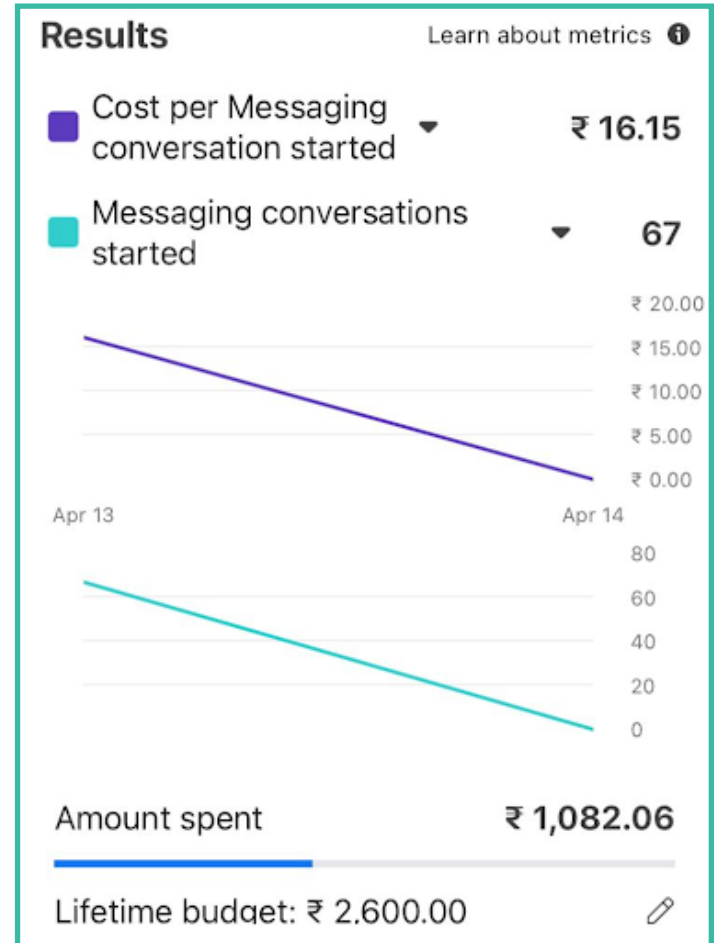 Results Learn about metrics
Cost per Messaging
conversation started ₹ 16.15
Messaging conversations
started 67
₹ 20.00
₹ 15.00
₹ 10.00
₹ 5.00
₹ 0.00
Apr 13 Apr 14
80
60
40
20
0
Amount spent ₹ 1,082.06
Lifetime budget: ₹ 2,600.00